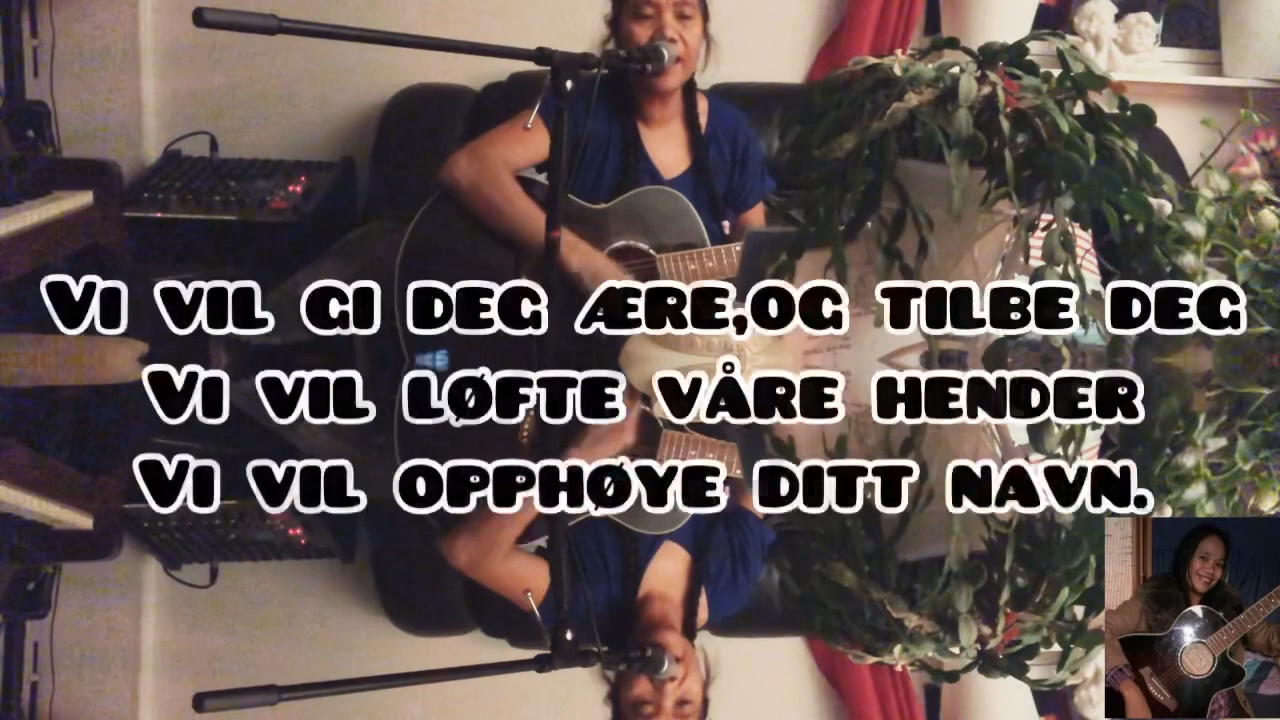 Vi vil gi deg ære,og tilbe deg
Vi vil løfte våre hender
Vi vil opphøye ditt navn.